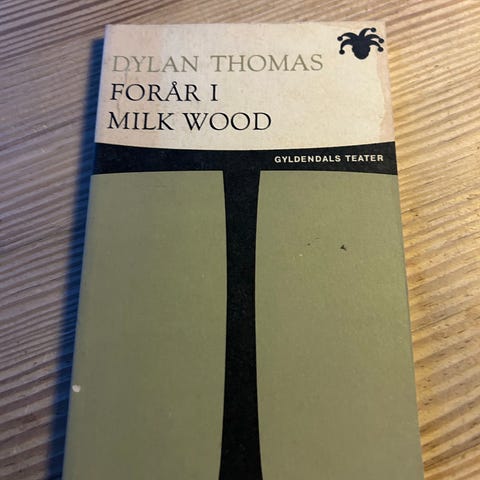 DYLAN THOMAS
FORÅR I
MILK WOOD
GYLDENDALS TEATER